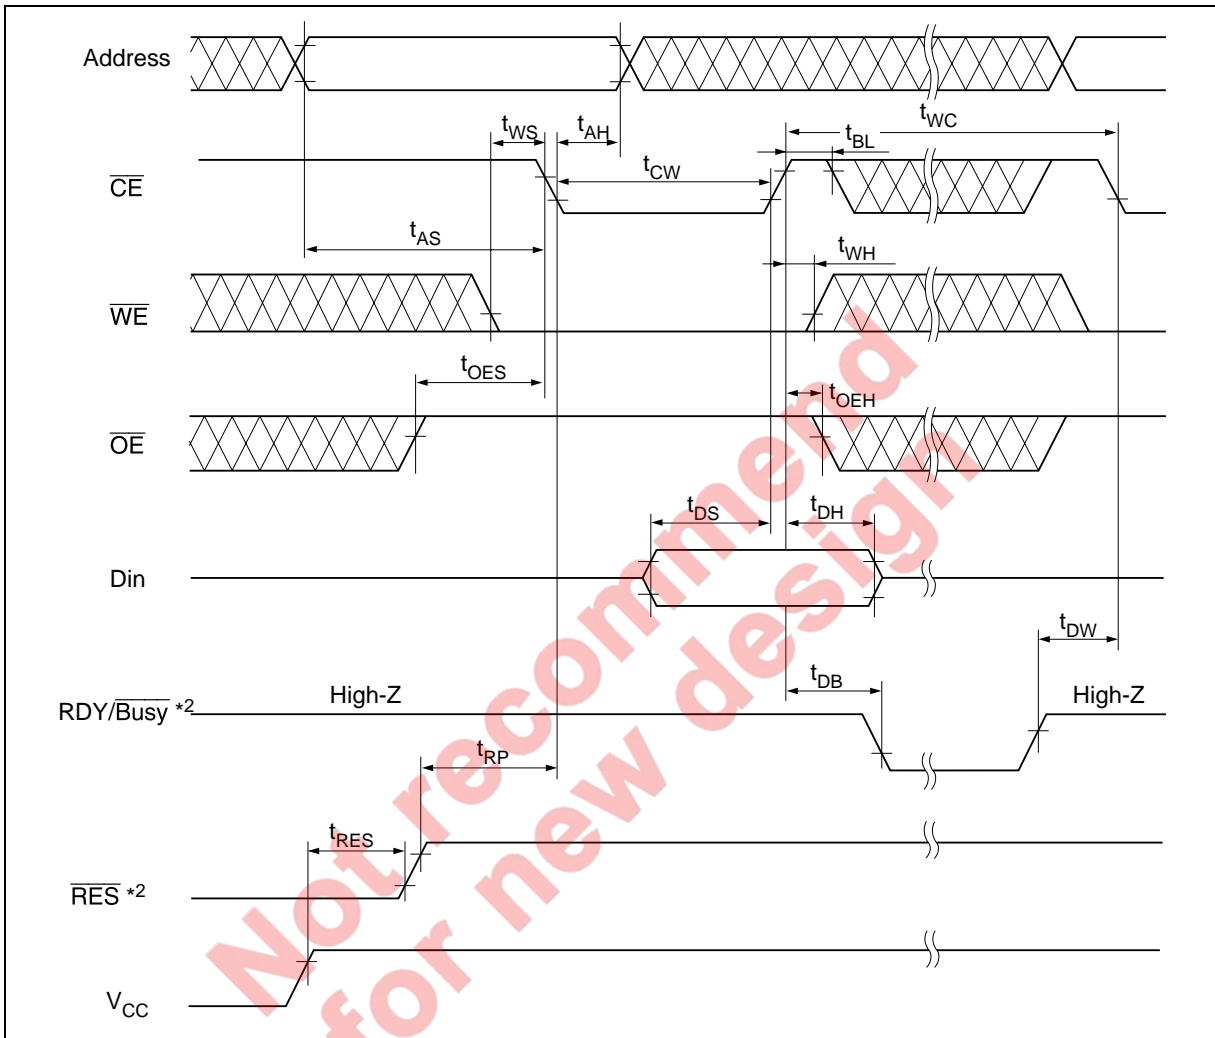 Address
tWS
tAH
tBL
tWC
CE
tCW
tAS
tWH
WE
tOES
tOEH
OE
tDS
tDH
Din
tDW
tDB
RDY/Busy *2
High-Z
High-Z
tRP
tRES
RES *2
VCC
Not recommend
for new design